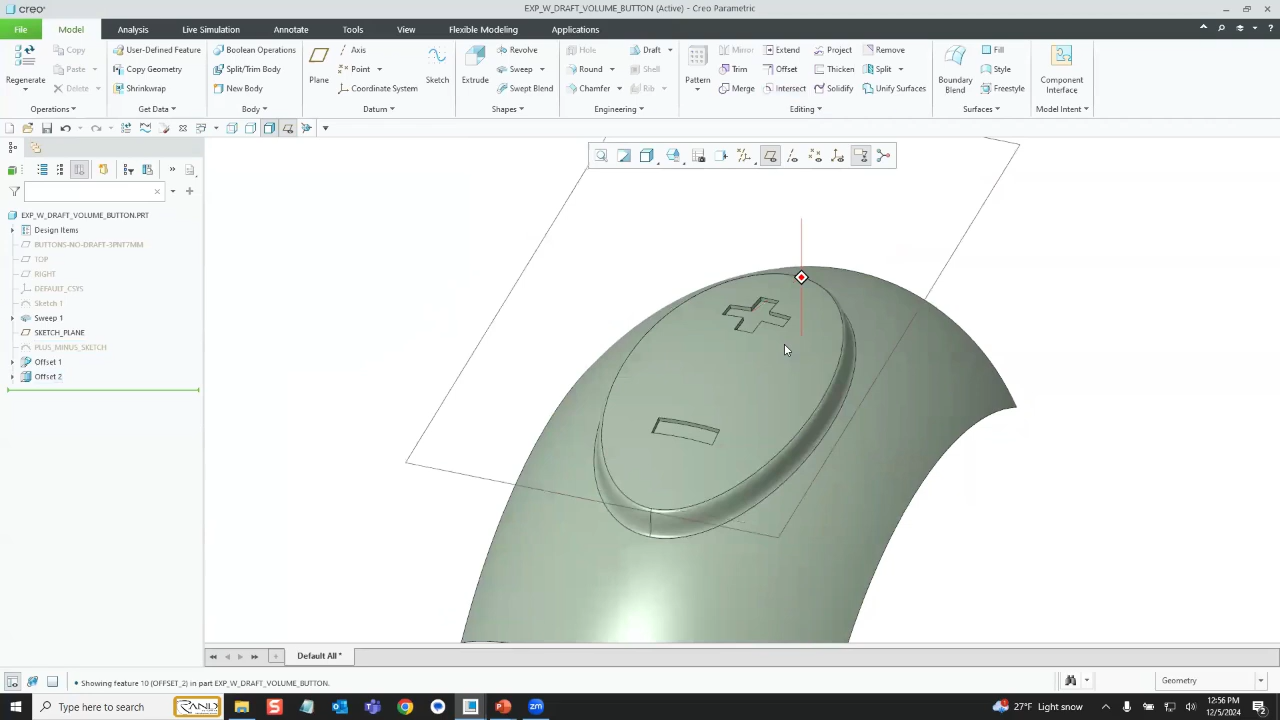 creo
EXP_W_DRAFT_VOLUME_BUTTON (Active) - Creo Parametric
File Model Analysis Live Simulation Annotate Tools View Flexible Modeling Applications
Regenerate
Copy
Paste
Delete
Operations
User-Defined Feature
Copy Geometry
Shrinkwrap
Get Data
Boolean Operations
Split/Trim Body
New Body
Body
Plane
Axis
Point
Coordinate System
Sketch
Datum
Extrude
Revolve
Sweep
Swept Blend
Shapes
Hole
Round
Chamfer
Draft
Shell
Rib
Engineering
Pattern
Mirror
Trim
Merge
Extend
Offset
Intersect
Project
Thicken
Solidify
Remove
Split
Unify Surfaces
Editing
Boundary
Blend
Fill
Style
Freestyle
Surfaces
Component
Interface
Model Intent
EXP_W_DRAFT_VOLUME_BUTTON.PRT
Design Items
BUTTONS-NO-DRAFT-3PNT7MM
TOP
RIGHT
DEFAULT_CSYS
Sketch 1
Sweep 1
SKETCH_PLANE
PLUS_MINUS_SKETCH
Offset 1
Offset 2
Default All *
• Showing feature 10 (OFFSET_2) in part EXP_W_DRAFT_VOLUME_BUTTON.
Geometry
Type here to search
RAND
27°F Light snow
12:56 PM
12/5/2024